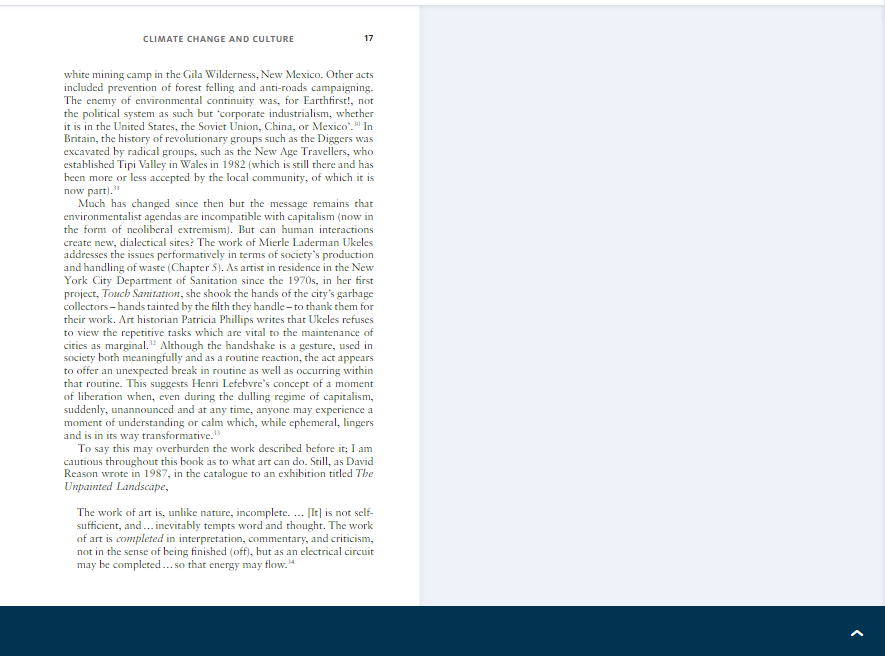 CLIMATE CHANGE AND CULTURE 17
white mining camp in the Gila Wilderness, New Mexico. Other acts
included prevention of forest felling and anti-roads campaigning.
The enemy of environmental continuity was, for Earthfirst!, not
the political system as such but ‘corporate industrialism, whether
it is in the United States, the Soviet Union, China, or Mexico’.³⁰ In
Britain, the history of revolutionary groups such as the Diggers was
excavated by radical groups, such as the New Age Travellers, who
established Tipi Valley in Wales in 1982 (which is still there and has
been more or less accepted by the local community, of which it is
now part).³¹
Much has changed since then but the message remains that
environmentalist agendas are incompatible with capitalism (now in
the form of neoliberal extremism). But can human interactions
create new, dialectical sites? The work of Mierle Laderman Ukeles
addresses the issues performatively in terms of society’s production
and handling of waste (Chapter 5). As artist in residence in the New
York City Department of Sanitation since the 1970s, in her first
project, Touch Sanitation, she shook the hands of the city’s garbage
collectors – hands tainted by the filth they handle – to thank them for
their work. Art historian Patricia Phillips writes that Ukeles refuses
to view the repetitive tasks which are vital to the maintenance of
cities as marginal.³² Although the handshake is a gesture, used in
society both meaningfully and as a routine reaction, the act appears
to offer an unexpected break in routine as well as occurring within
that routine. This suggests Henri Lefebvre’s concept of a moment
of liberation when, even during the dulling regime of capitalism,
suddenly, unannounced and at any time, anyone may experience a
moment of understanding or calm which, while ephemeral, lingers
and is in its way transformative.³³
To say this may overburden the work described before it; I am
cautious throughout this book as to what art can do. Still, as David
Reason wrote in 1987, in the catalogue to an exhibition titled The
Unpainted Landscape,
The work of art is, unlike nature, incomplete. … [It] is not self-
sufficient, and … inevitably tempts word and thought. The work
of art is completed in interpretation, commentary, and criticism,
not in the sense of being finished (off), but as an electrical circuit
may be completed … so that energy may flow.³⁴